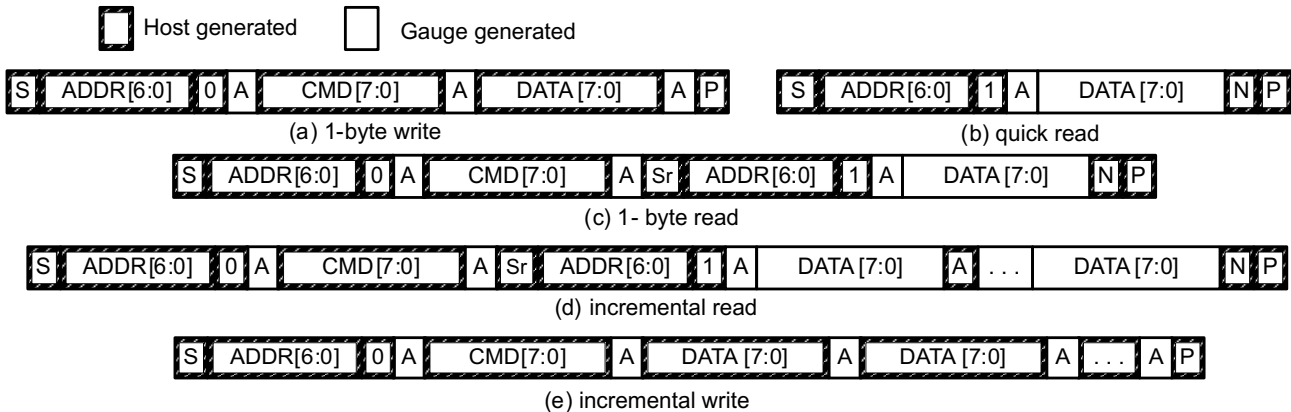 Host generated Gauge generated
S ADDR[6:0] 0 A CMD[7:0] A DATA[7:0] A P
(a) 1-byte write
S ADDR[6:0] 1 A DATA[7:0] N P
(b) quick read
S ADDR[6:0] 0 A CMD[7:0] A Sr ADDR[6:0] 1 A DATA[7:0] N P
(c) 1- byte read
S ADDR[6:0] 0 A CMD[7:0] A Sr ADDR[6:0] 1 A DATA[7:0] A . . . DATA[7:0] N P
(d) incremental read
S ADDR[6:0] 0 A CMD[7:0] A DATA[7:0] A DATA[7:0] A . . . A P
(e) incremental write